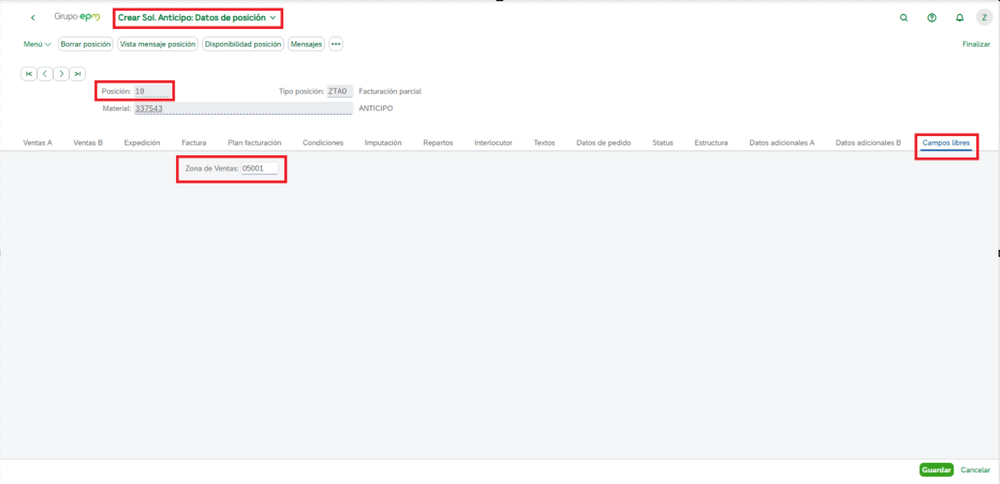 Grupo·epm Crear Sol. Anticipo: Datos de posición Z
Menú Borrar posición Vista mensaje posición Disponibilidad posición Mensajes Finalizar
Posición: 10 Tipo posición: ZTAO Facturación parcial
Material: 337543 ANTICIPO
Ventas A Ventas B Expedición Factura Plan facturación Condiciones Imputación Repartos Interlocutor Textos Datos de pedido Status Estructura Datos adicionales A Datos adicionales B Campos libres
Zona de Ventas: 05001
Guardar Cancelar